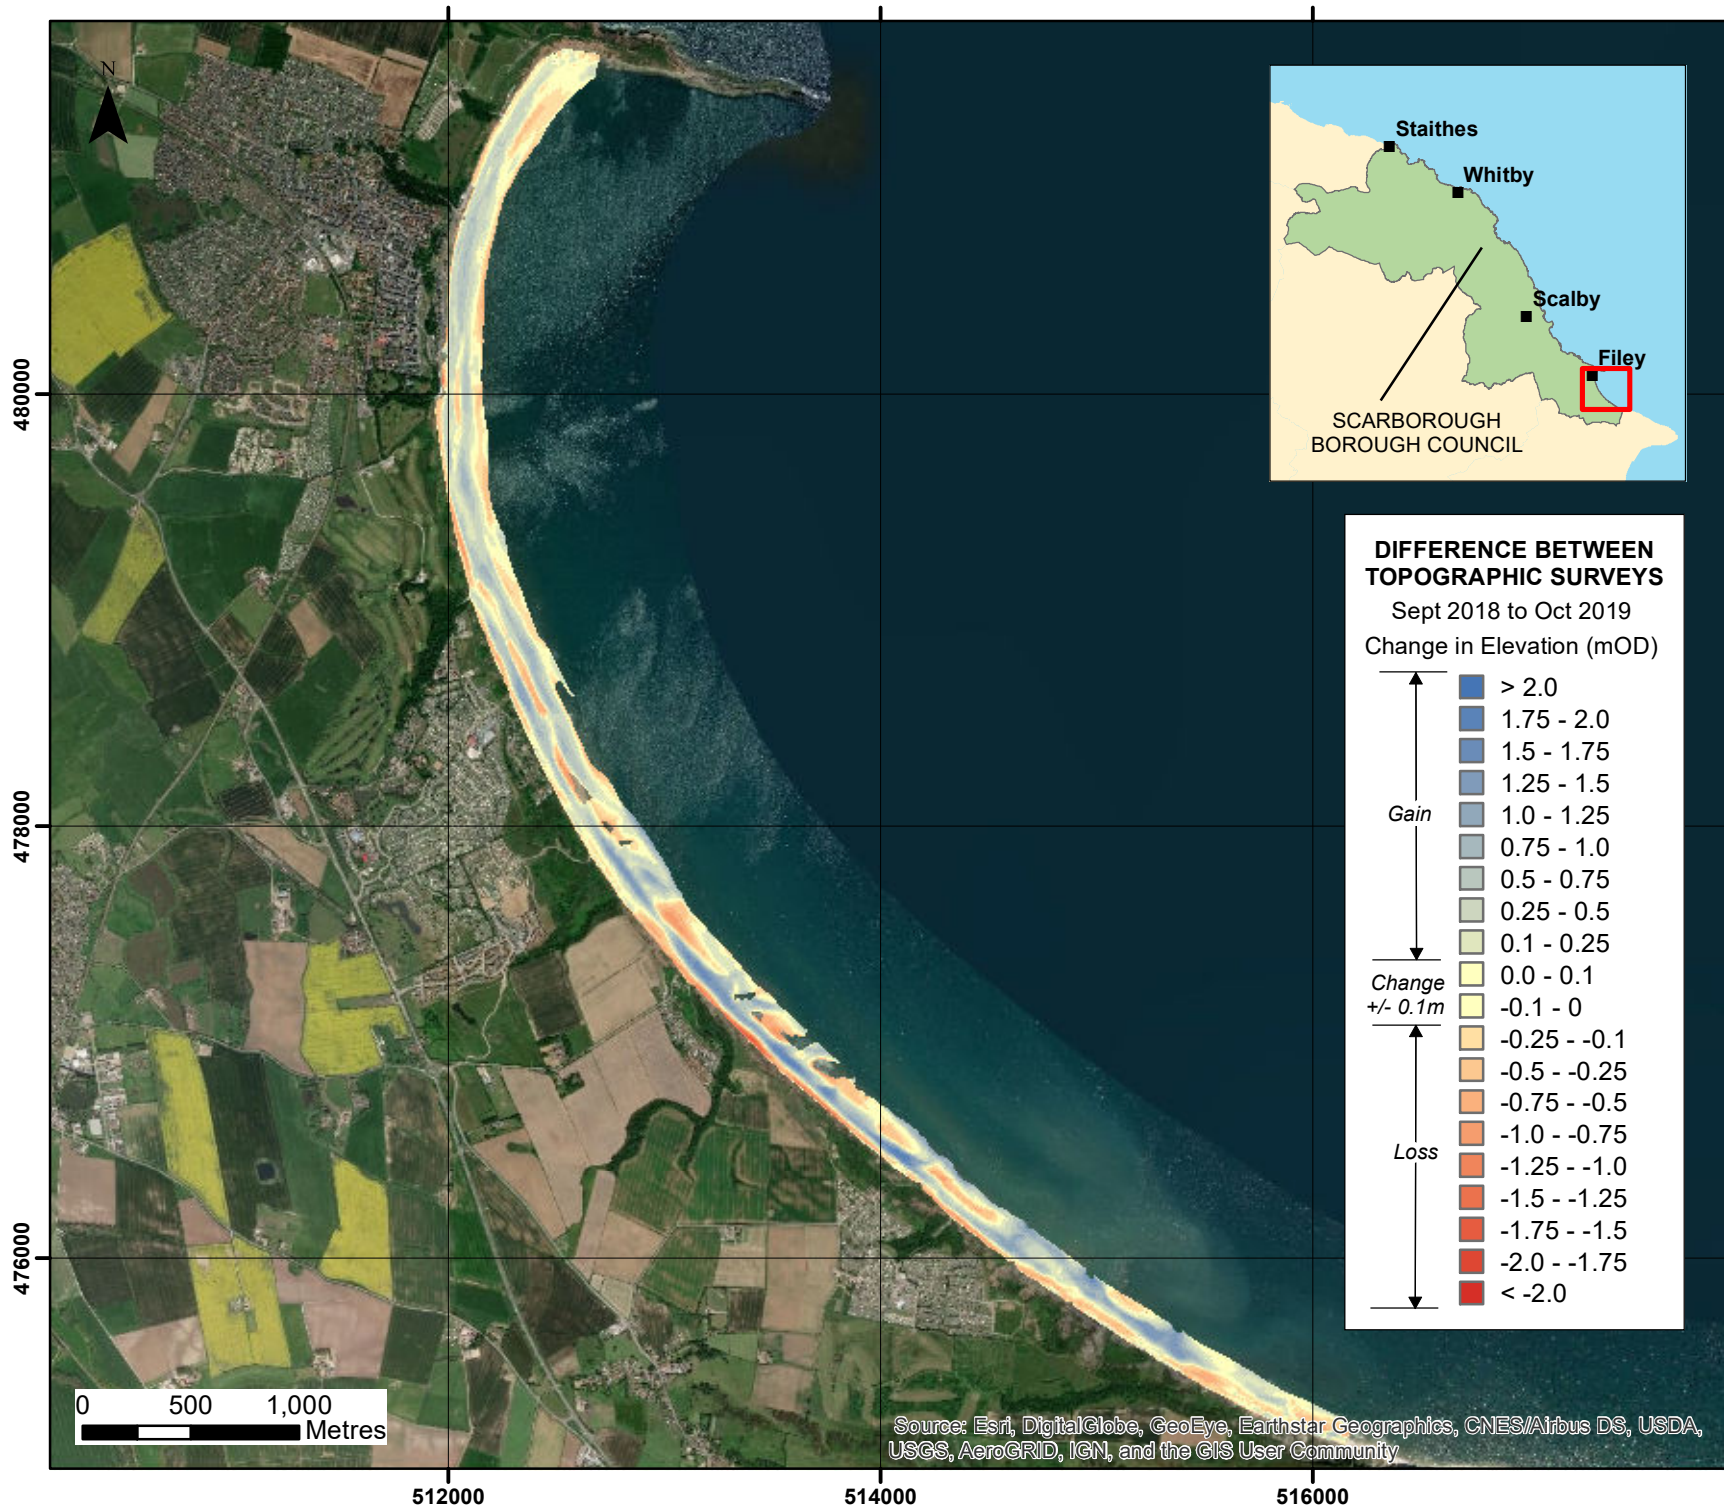 N
Staithes
Whitby
Scalby
Filey
SCARBOROUGH
BOROUGH COUNCIL
480000
478000
476000
DIFFERENCE BETWEEN
TOPOGRAPHIC SURVEYS
Sept 2018 to Oct 2019
Change in Elevation (mOD)
> 2.0
1.75 - 2.0
1.5 - 1.75
1.25 - 1.5
Gain
1.0 - 1.25
0.75 - 1.0
0.5 - 0.75
0.25 - 0.5
0.1 - 0.25
Change
+/- 0.1m
0.0 - 0.1
-0.1 - 0
-0.25 - -0.1
-0.5 - -0.25
-0.75 - -0.5
-1.0 - -0.75
Loss
-1.25 - -1.0
-1.5 - -1.25
-1.75 - -1.5
-2.0 - -1.75
< -2.0
0 500 1,000
Metres
Source: Esri, DigitalGlobe, GeoEye, Earthstar Geographics, CNES/Airbus DS, USDA,
USGS, AeroGRID, IGN, and the GIS User Community
512000 514000 516000